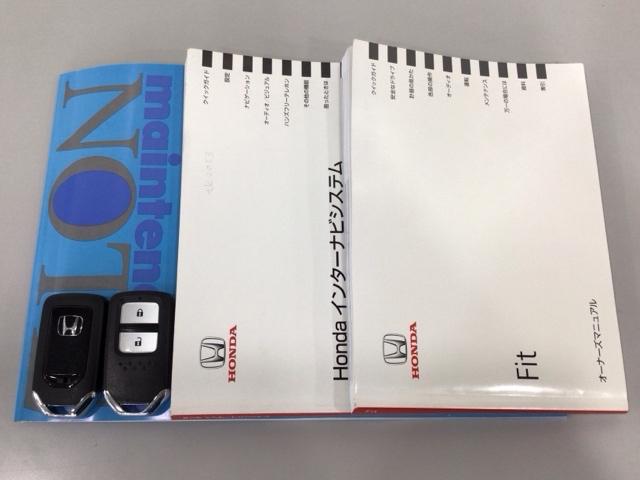 maintenance
NOTE
クイックガイド
設定
ナビゲーション
オーディオ・ビジュアル
ハンズフリーテレホン
その他の機能
困ったときは
HONDA
Honda インターナビシステム
クイックガイド
安全なドライブ
計器の見かた
各部の操作
オーディオ
運転
メンテナンス
万一の場合には
資料
索引
HONDA
Fit
オーナーズマニュアル
Fit